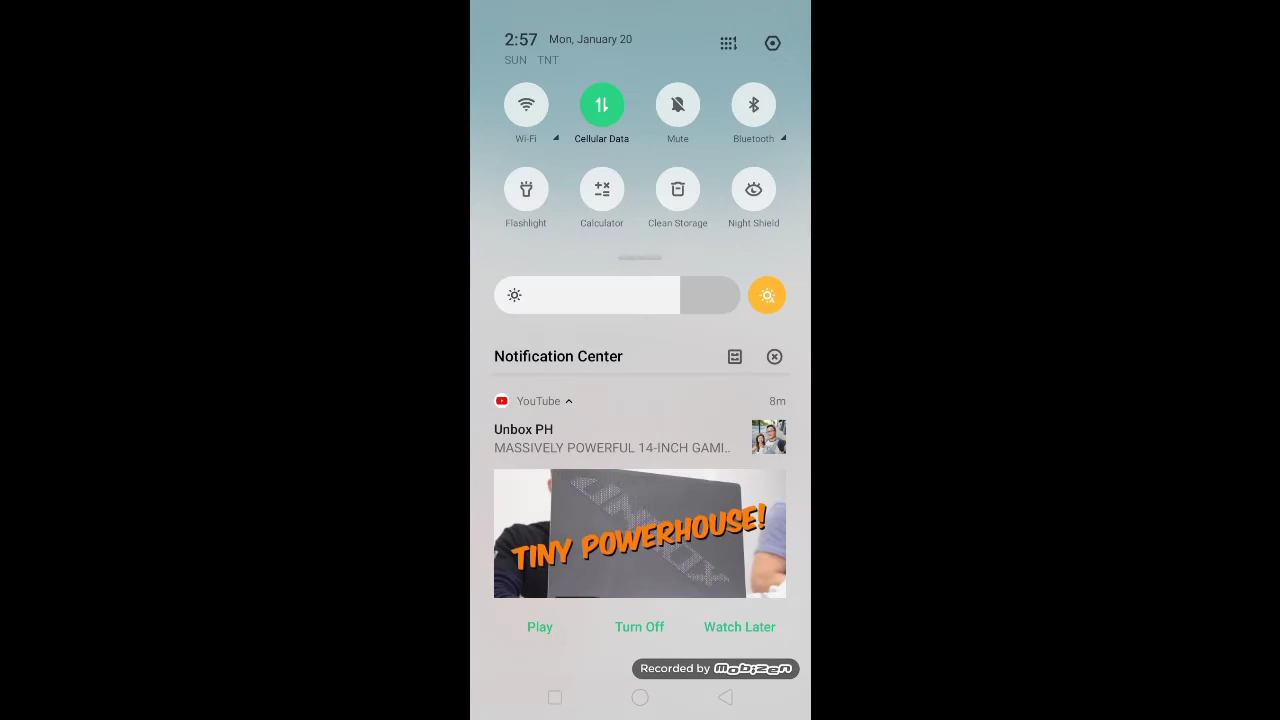 2:57 Mon, January 20
SUN TNT
Wi-Fi Cellular Data Mute Bluetooth
Flashlight Calculator Clean Storage Night Shield
Notification Center
YouTube 8m
Unbox PH
MASSIVELY POWERFUL 14-INCH GAMI..
TINY POWERHOUSE!
Play Turn Off Watch Later
Recorded by mobizen